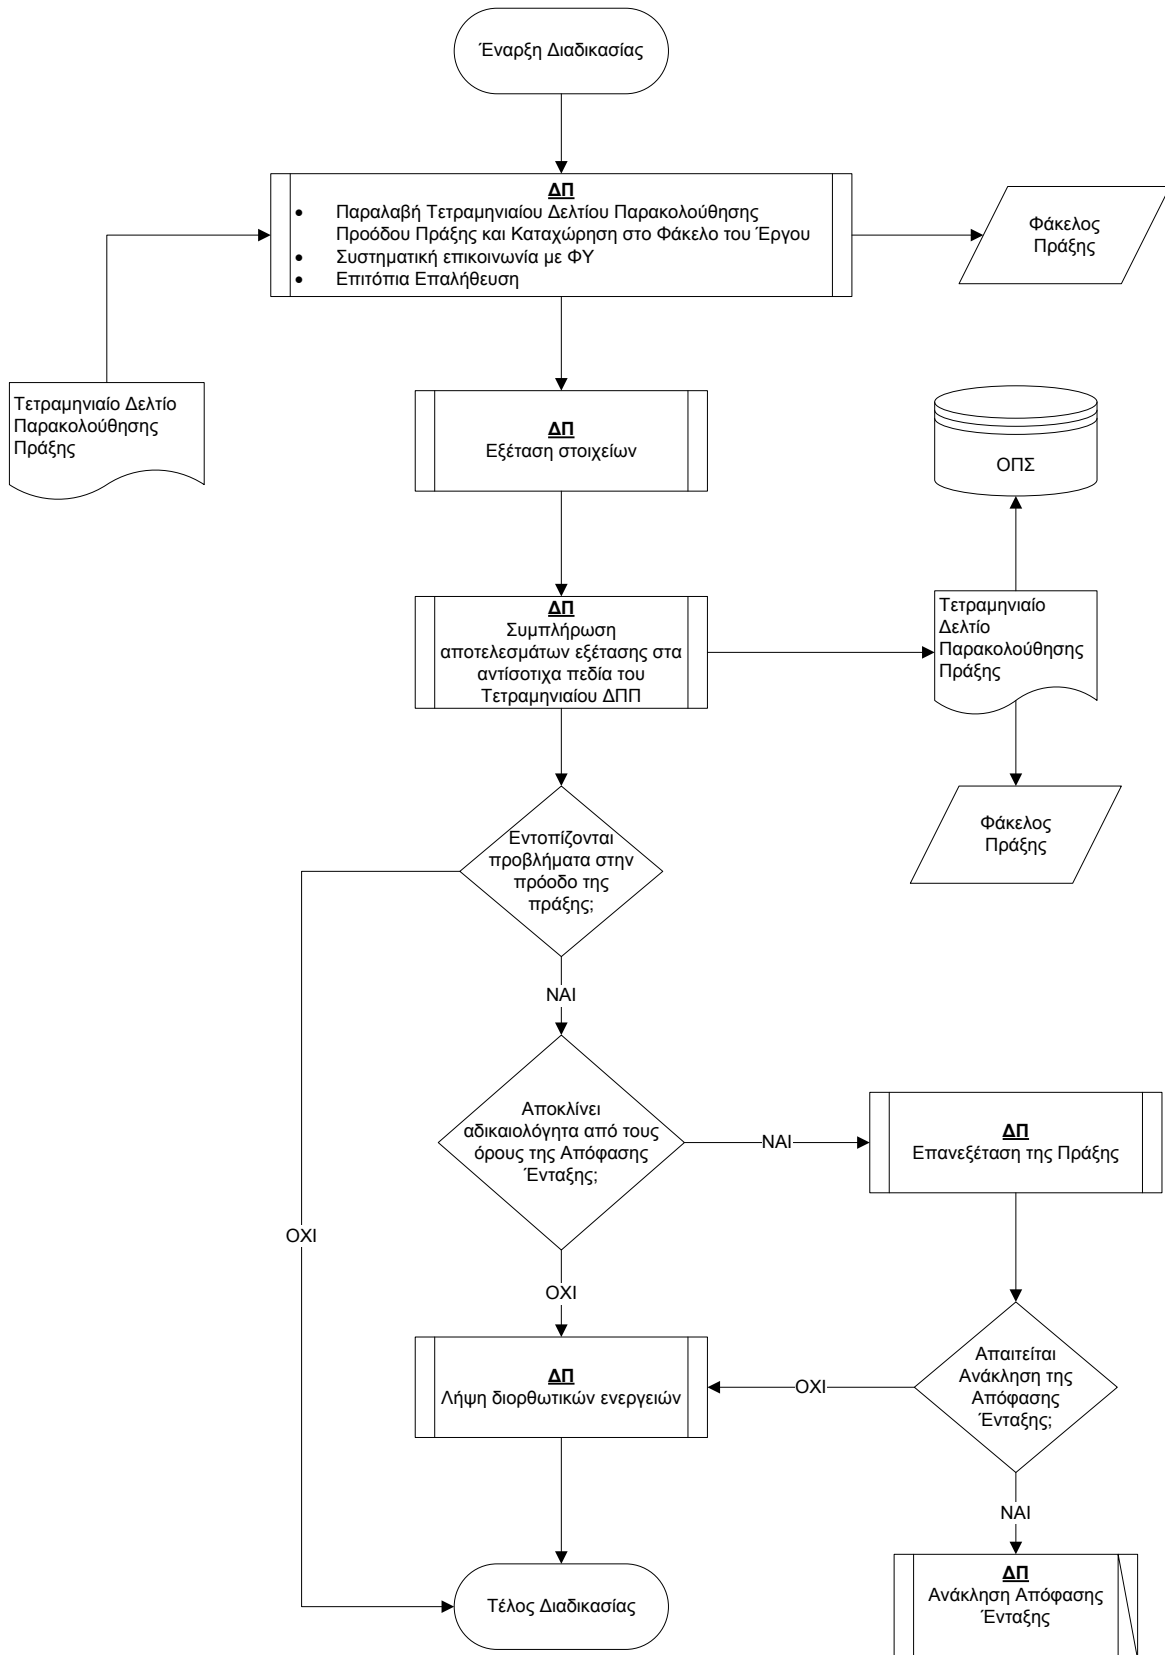 Έναρξη Διαδικασίας
ΔΠ
• Παραλαβή Τετραμηνιαίου Δελτίου Παρακολούθησης
Προόδου Πράξης και Καταχώρηση στο Φάκελο του Έργου
• Συστηματική επικοινωνία με ΦΥ
• Επιτόπια Επαλήθευση
Φάκελος
Πράξης
Τετραμηνιαίο Δελτίο
Παρακολούθησης
Πράξης
ΔΠ
Εξέταση στοιχείων
ΟΠΣ
ΔΠ
Συμπλήρωση
αποτελεσμάτων εξέτασης στα
αντίσοτιχα πεδία του
Τετραμηνιαίου ΔΠΠ
Τετραμηνιαίο
Δελτίο
Παρακολούθησης
Πράξης
Φάκελος
Πράξης
Εντοπίζονται
προβλήματα στην
πρόοδο της
πράξης;
ΝΑΙ
ΟΧΙ
Αποκλίνει
αδικαιολόγητα από τους
όρους της Απόφασης
Ένταξης;
ΝΑΙ
ΔΠ
Επανεξέταση της Πράξης
ΟΧΙ
ΔΠ
Λήψη διορθωτικών ενεργειών
ΟΧΙ
Απαιτείται
Ανάκληση της
Απόφασης
Ένταξης;
ΝΑΙ
ΔΠ
Ανάκληση Απόφασης
Ένταξης
Τέλος Διαδικασίας